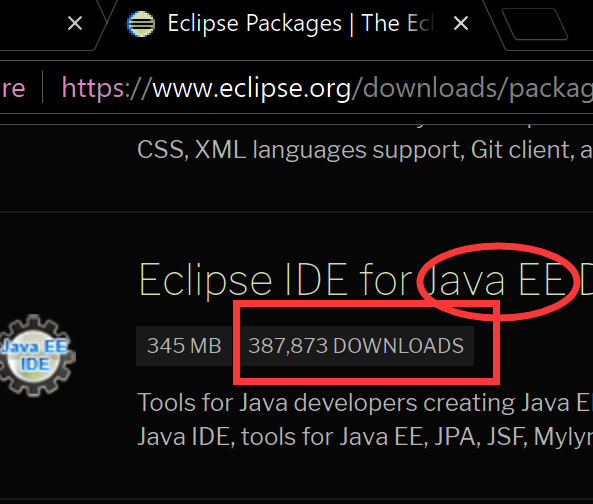 Eclipse Packages | The Ecl
re https://www.eclipse.org/downloads/packag
CSS, XML languages support, Git client, a
Eclipse IDE for Java EE D
345 MB 387,873 DOWNLOADS
Java EE
IDE
Tools for Java developers creating Java E
Java IDE, tools for Java EE, JPA, JSF, Mylyn